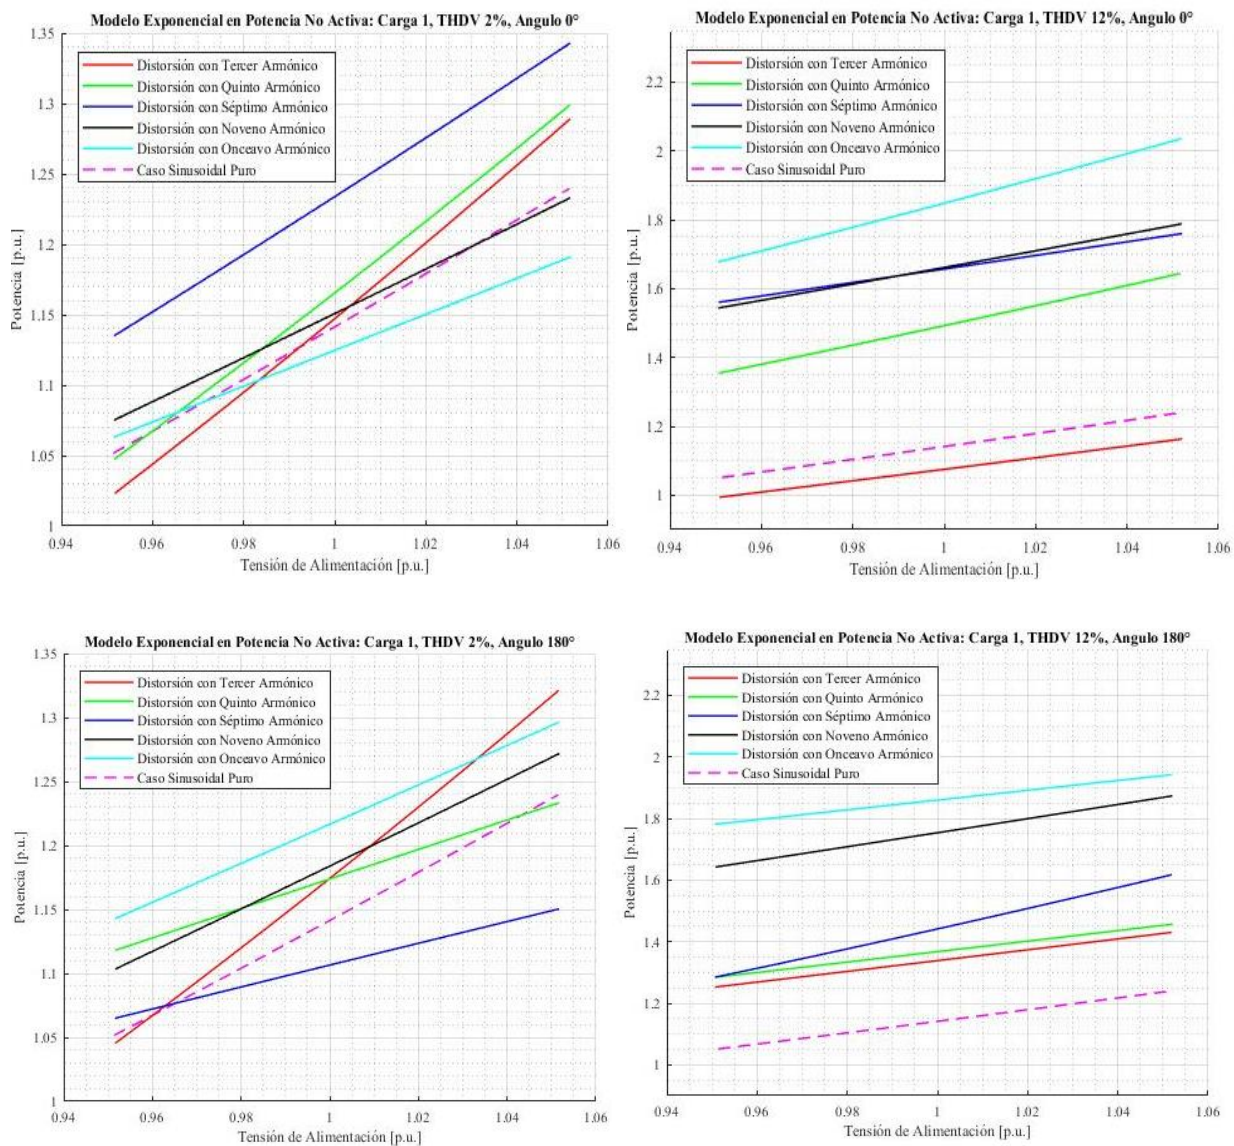 Modelo Exponencial en Potencia No Activa: Carga 1, THDV 2%, Angulo 0°
1.35
1.3
1.25
1.2
1.15
1.1
1.05
1
Potencia [p.u.]
Distorsión con Tercer Armónico
Distorsión con Quinto Armónico
Distorsión con Séptimo Armónico
Distorsión con Noveno Armónico
Distorsión con Onceavo Armónico
Caso Sinusoidal Puro
0.94 0.96 0.98 1 1.02 1.04 1.06
Tensión de Alimentación [p.u.]
Modelo Exponencial en Potencia No Activa: Carga 1, THDV 12%, Angulo 0°
2.2
2
1.8
1.6
1.4
1.2
1
Potencia [p.u.]
Distorsión con Tercer Armónico
Distorsión con Quinto Armónico
Distorsión con Séptimo Armónico
Distorsión con Noveno Armónico
Distorsión con Onceavo Armónico
Caso Sinusoidal Puro
0.94 0.96 0.98 1 1.02 1.04 1.06
Tensión de Alimentación [p.u.]
Modelo Exponencial en Potencia No Activa: Carga 1, THDV 2%, Angulo 180°
1.35
1.3
1.25
1.2
1.15
1.1
1.05
1
Potencia [p.u.]
Distorsión con Tercer Armónico
Distorsión con Quinto Armónico
Distorsión con Séptimo Armónico
Distorsión con Noveno Armónico
Distorsión con Onceavo Armónico
Caso Sinusoidal Puro
0.94 0.96 0.98 1 1.02 1.04 1.06
Tensión de Alimentación [p.u.]
Modelo Exponencial en Potencia No Activa: Carga 1, THDV 12%, Angulo 180°
2.2
2
1.8
1.6
1.4
1.2
1
Potencia [p.u.]
Distorsión con Tercer Armónico
Distorsión con Quinto Armónico
Distorsión con Séptimo Armónico
Distorsión con Noveno Armónico
Distorsión con Onceavo Armónico
Caso Sinusoidal Puro
0.94 0.96 0.98 1 1.02 1.04 1.06
Tensión de Alimentación [p.u.]